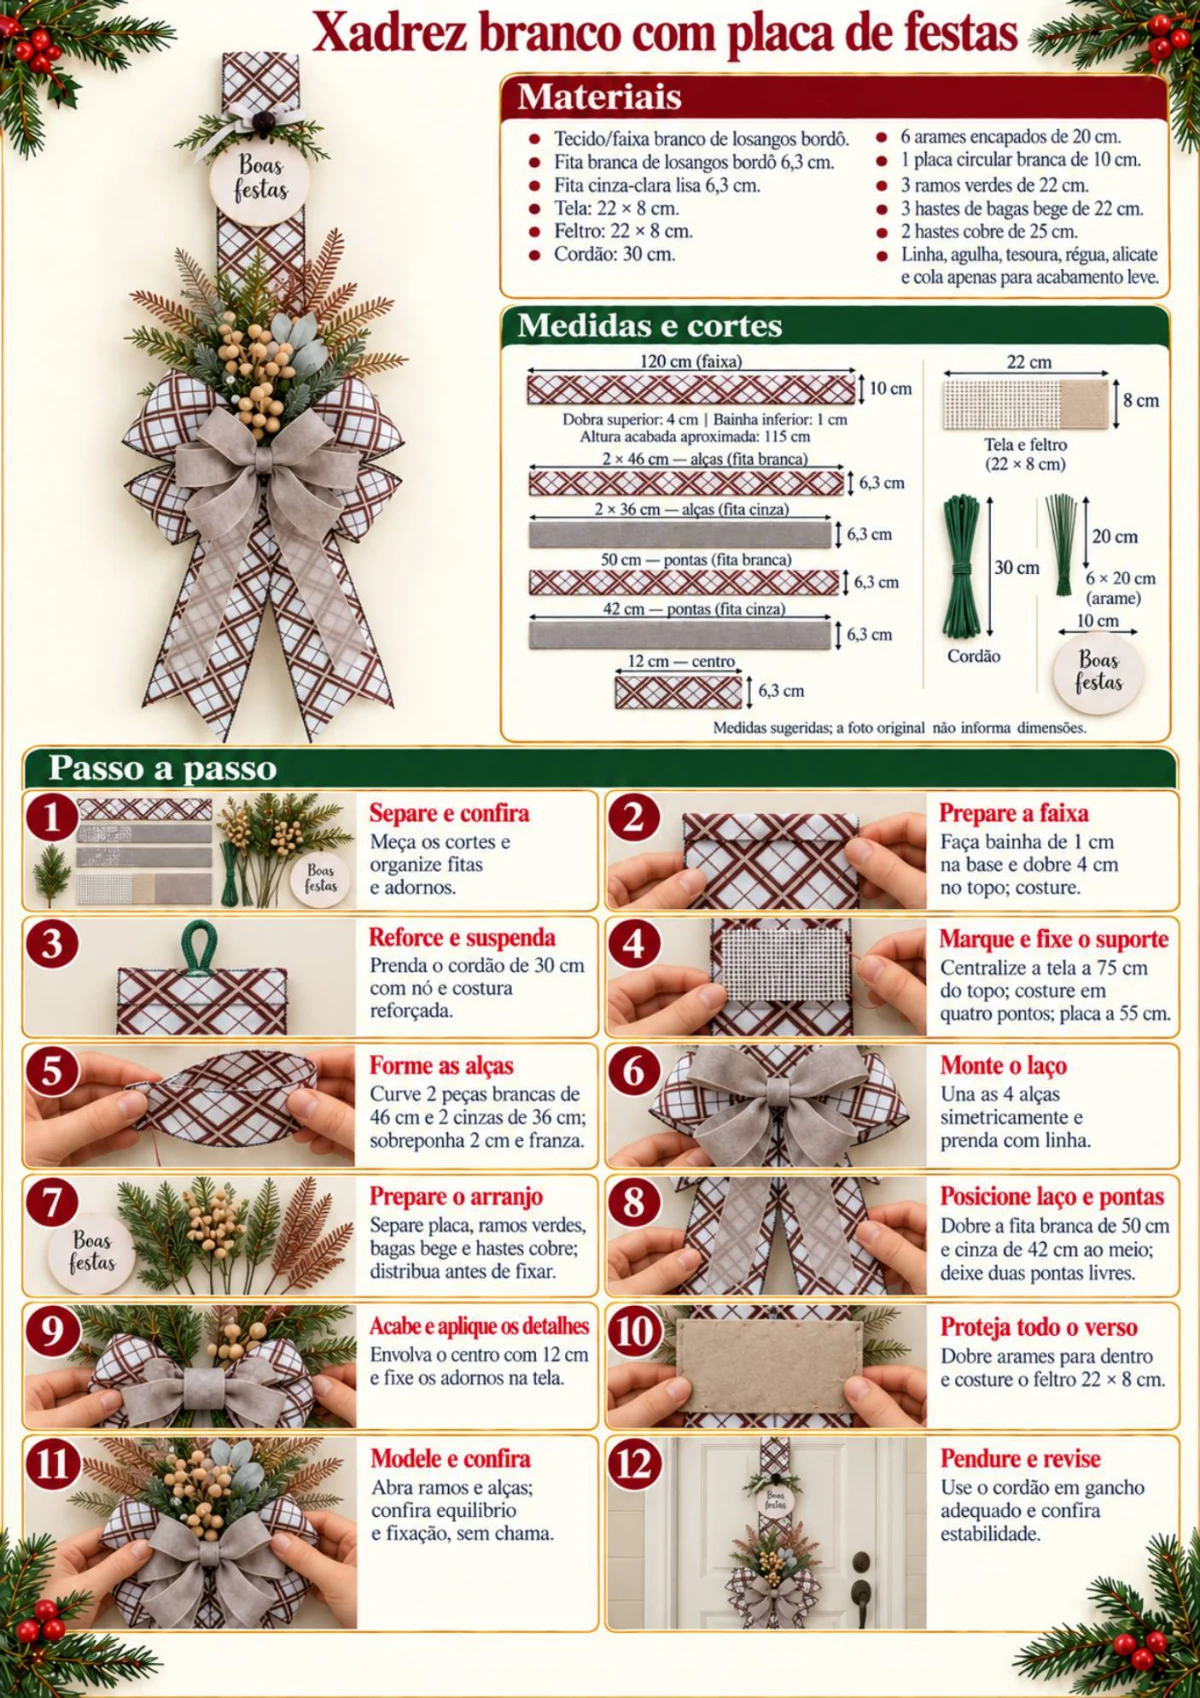 Xadrez branco com placa de festas
Boas
festas
Materiais
Tecido/faixa branco de losangos bordô.
Fita branca de losangos bordô 6,3 cm.
Fita cinza-clara lisa 6,3 cm.
Tela: 22 × 8 cm.
Feltro: 22 × 8 cm.
Cordão: 30 cm.
6 arames encapados de 20 cm.
1 placa circular branca de 10 cm.
3 ramos verdes de 22 cm.
3 hastes de bagas bege de 22 cm.
2 hastes cobre de 25 cm.
Linha, agulha, tesoura, régua, alicate
e cola apenas para acabamento leve.
Medidas e cortes
120 cm (faixa)
10 cm
Dobra superior: 4 cm | Bainha inferior: 1 cm
Altura acabada aproximada: 115 cm
2 × 46 cm — alças (fita branca)
6,3 cm
2 × 36 cm — alças (fita cinza)
6,3 cm
50 cm — pontas (fita branca)
6,3 cm
42 cm — pontas (fita cinza)
6,3 cm
12 cm — centro
6,3 cm
22 cm
8 cm
Tela e feltro
(22 × 8 cm)
30 cm
Cordão
20 cm
6 × 20 cm
(arame)
10 cm
Boas
festas
Medidas sugeridas; a foto original não informa dimensões.
Passo a passo
1
Boas
festas
Separe e confira
Meça os cortes e
organize fitas
e adornos.
2
Prepare a faixa
Faça bainha de 1 cm
na base e dobre 4 cm
no topo; costure.
3
Reforce e suspenda
Prenda o cordão de 30 cm
com nó e costura
reforçada.
4
Marque e fixe o suporte
Centralize a tela a 75 cm
do topo; costure em
quatro pontos; placa a 55 cm.
5
Forme as alças
Curve 2 peças brancas de
46 cm e 2 cinzas de 36 cm;
sobreponha 2 cm e franza.
6
Monte o laço
Una as 4 alças
simetricamente e
prenda com linha.
7
Boas
festas
Prepare o arranjo
Separe placa, ramos verdes,
bagas bege e hastes cobre;
distribua antes de fixar.
8
Posicione laço e pontas
Dobre a fita branca de 50 cm
e cinza de 42 cm ao meio;
deixe duas pontas livres.
9
Acabe e aplique os detalhes
Envolva o centro com 12 cm
e fixe os adornos na tela.
10
Proteja todo o verso
Dobre arames para dentro
e costure o feltro 22 × 8 cm.
11
Modele e confira
Abra ramos e alças;
confira equilíbrio
e fixação, sem chama.
12
Boas
festas
Pendure e revise
Use o cordão em gancho
adequado e confira
estabilidade.